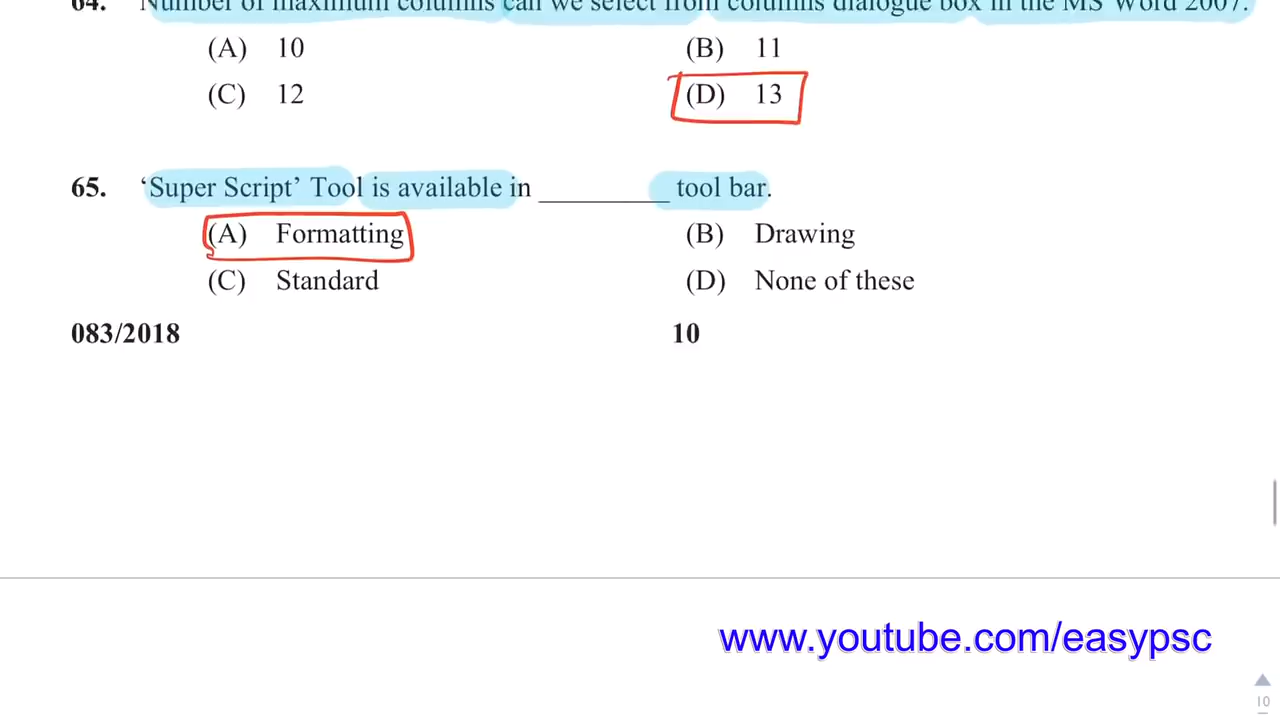 64. Number of maximum columns can we select from columns dialogue box in the MS Word 2007.
(A) 10 (B) 11
(C) 12 (D) 13
65. ‘Super Script’ Tool is available in __________ tool bar.
(A) Formatting (B) Drawing
(C) Standard (D) None of these
083/2018 10
www.youtube.com/easypsc
10